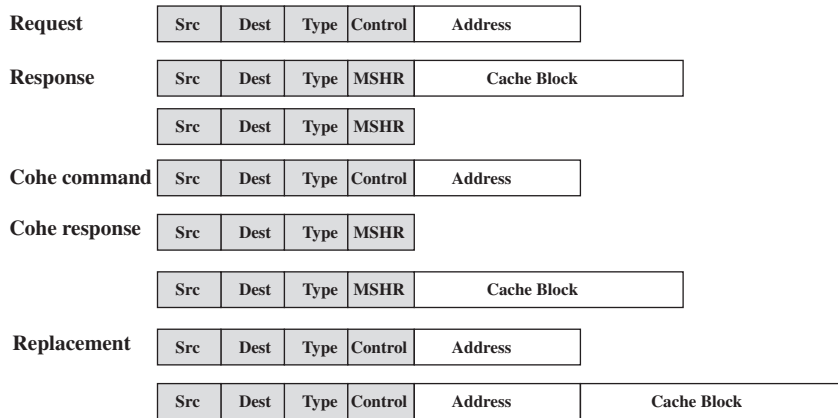 Request Src Dest Type Control Address
Response Src Dest Type MSHR Cache Block
Src Dest Type MSHR
Cohe command Src Dest Type Control Address
Cohe response Src Dest Type MSHR
Src Dest Type MSHR Cache Block
Replacement Src Dest Type Control Address
Src Dest Type Control Address Cache Block